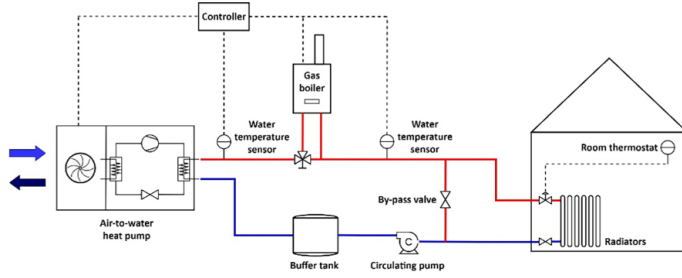 Controller
Gas
boiler
Water
temperature
sensor
Water
temperature
sensor
Room thermostat
By-pass valve
Air-to-water
heat pump
C
Buffer tank
Circulating pump
Radiators